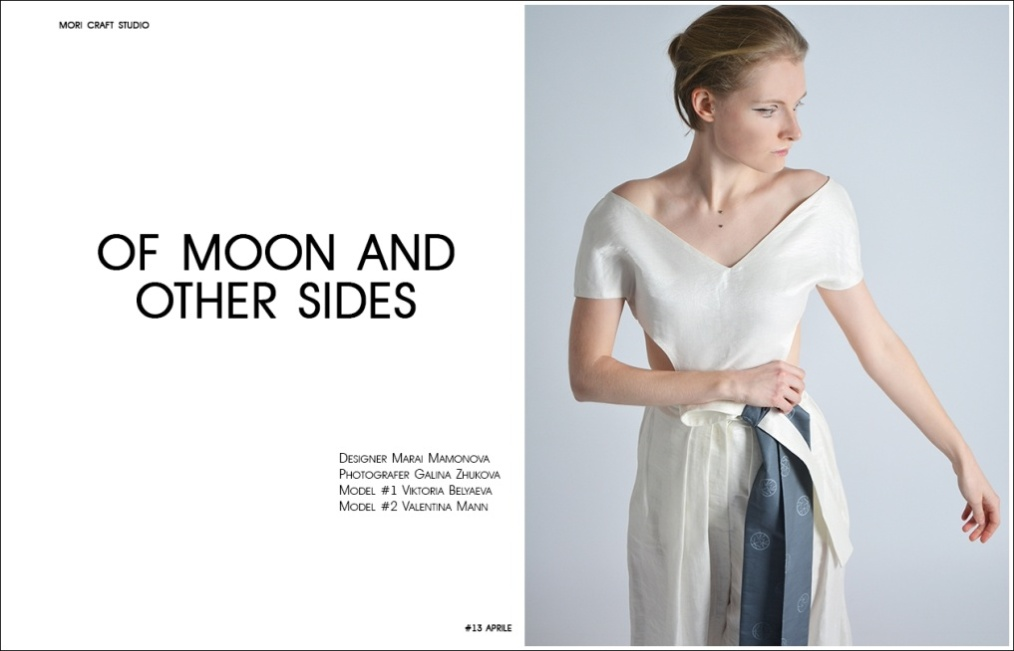 MORI CRAFT STUDIO
OF MOON AND
OTHER SIDES
DESIGNER MARAI MAMONOVA
PHOTOGRAFER GALINA ZHUKOVA
MODEL #1 VIKTORIA BELYAEVA
MODEL #2 VALENTINA MANN
#13 APRILE